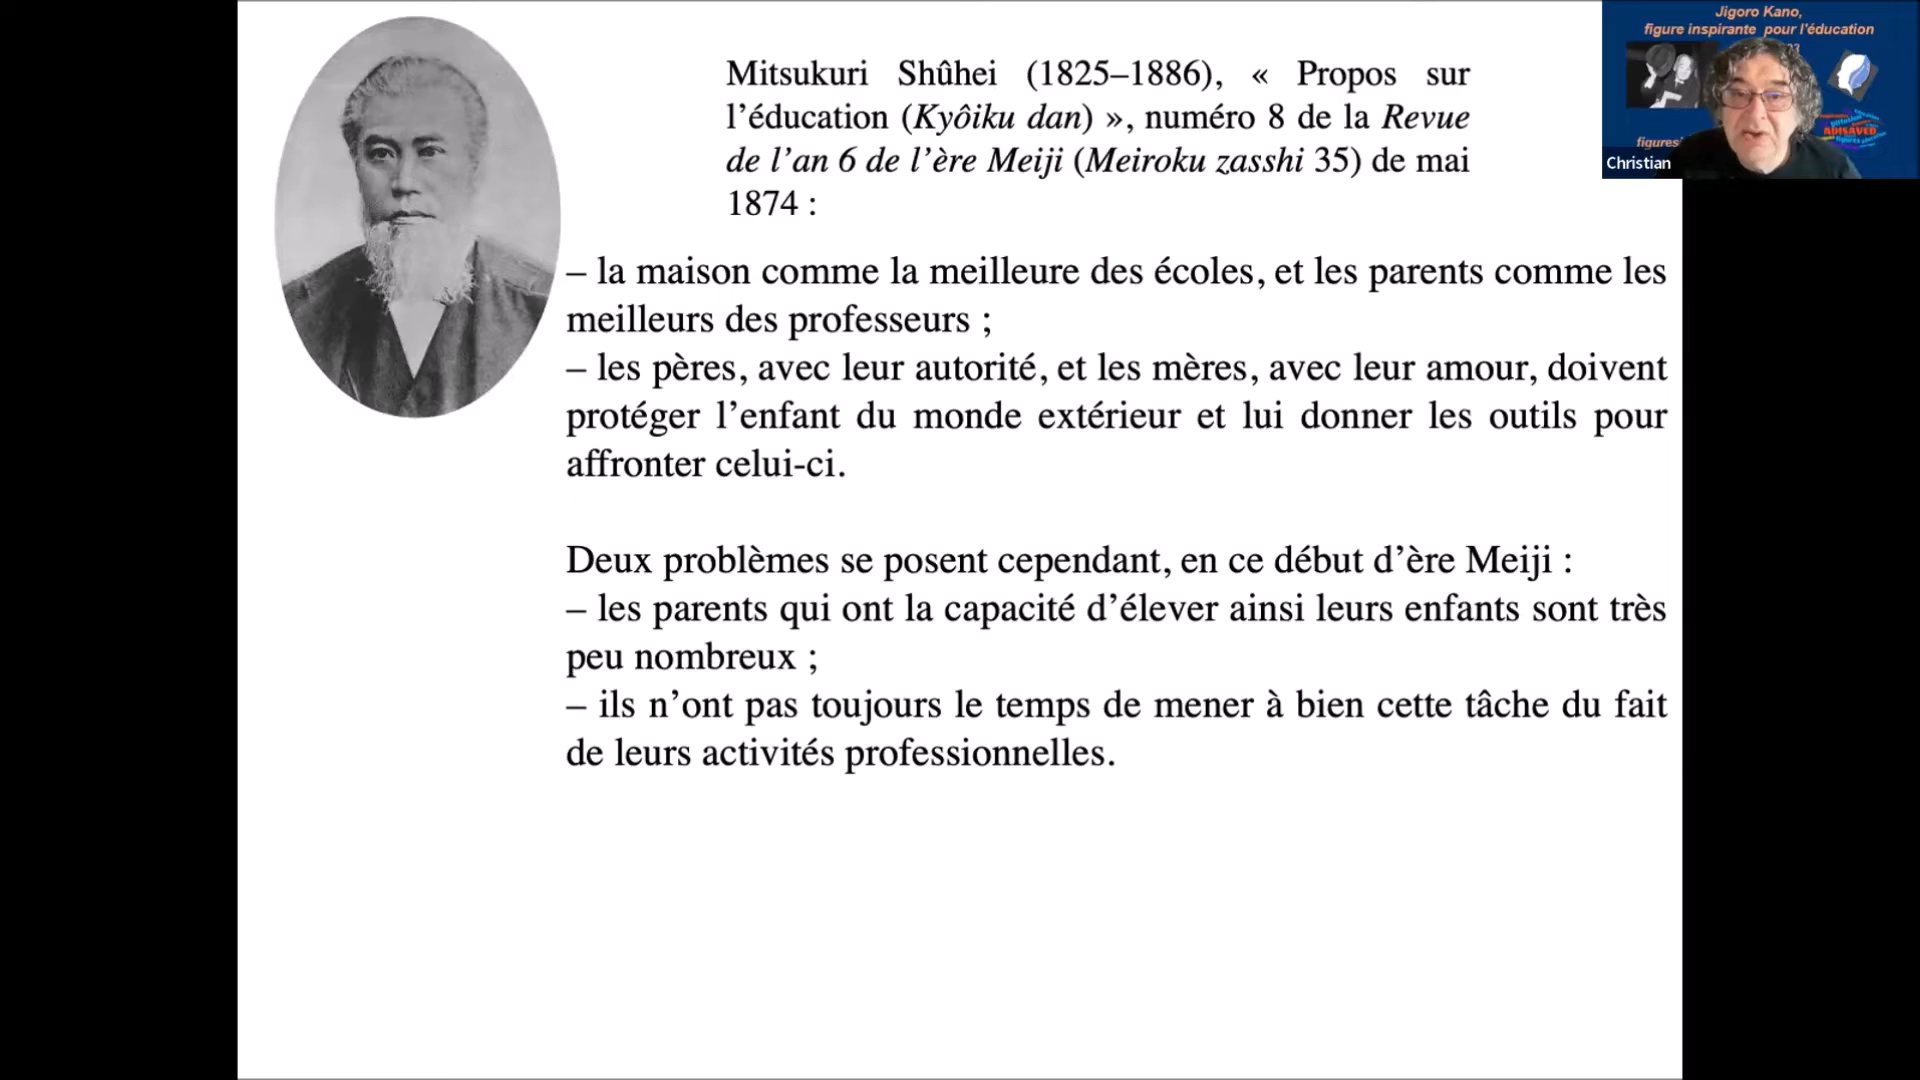 Mitsukuri Shûhei (1825–1886), « Propos sur
l’éducation (Kyôiku dan) », numéro 8 de la Revue
de l’an 6 de l’ère Meiji (Meiroku zasshi 35) de mai
1874 :
– la maison comme la meilleure des écoles, et les parents comme les
meilleurs des professeurs ;
– les pères, avec leur autorité, et les mères, avec leur amour, doivent
protéger l’enfant du monde extérieur et lui donner les outils pour
affronter celui-ci.
Deux problèmes se posent cependant, en ce début d’ère Meiji :
– les parents qui ont la capacité d’élever ainsi leurs enfants sont très
peu nombreux ;
– ils n’ont pas toujours le temps de mener à bien cette tâche du fait
de leurs activités professionnelles.
Jigoro Kano,
figure inspirante pour l'éducation
ADISAVED
Christian